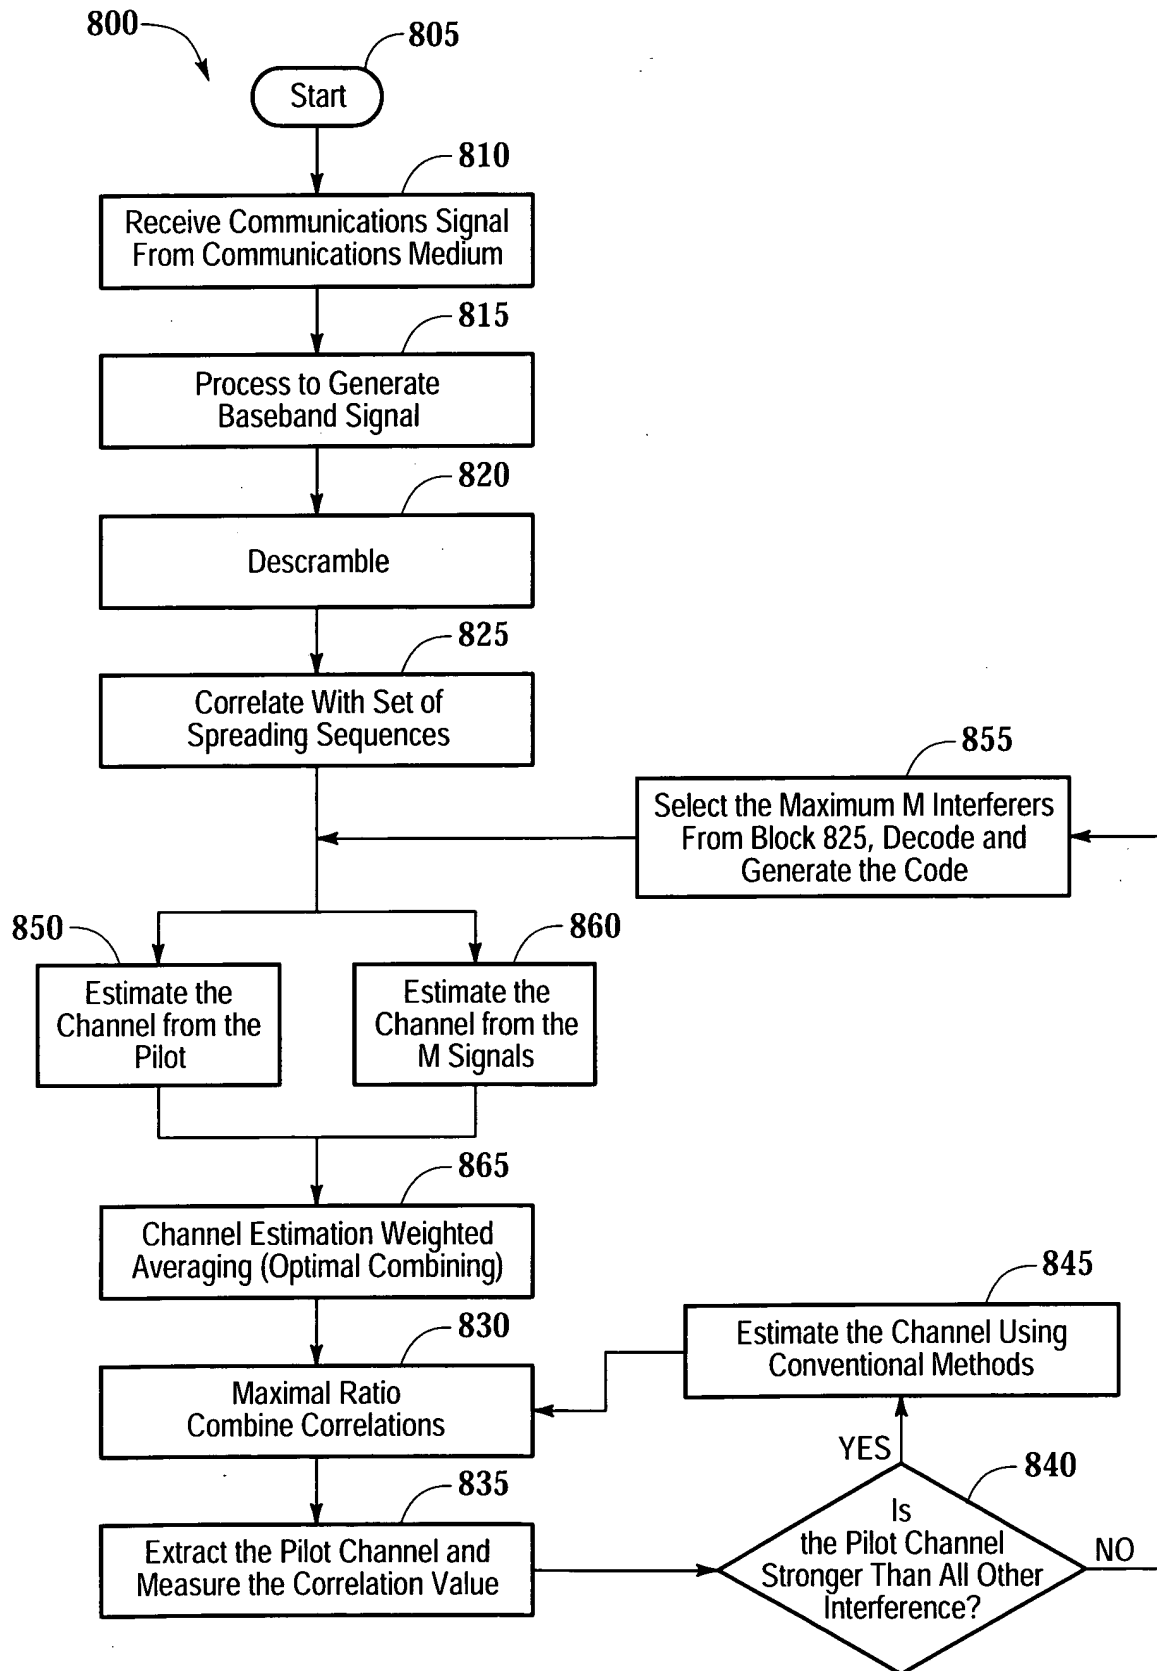 800
805
Start
810
Receive Communications Signal
From Communications Medium
815
Process to Generate
Baseband Signal
820
Descramble
825
Correlate With Set of
Spreading Sequences
855
Select the Maximum M Interferers
From Block 825, Decode and
Generate the Code
850
Estimate the
Channel from the
Pilot
860
Estimate the
Channel from the
M Signals
865
Channel Estimation Weighted
Averaging (Optimal Combining)
845
Estimate the Channel Using
Conventional Methods
830
Maximal Ratio
Combine Correlations
YES
835
Extract the Pilot Channel and
Measure the Correlation Value
840
Is
the Pilot Channel
Stronger Than All Other
Interference?
NO